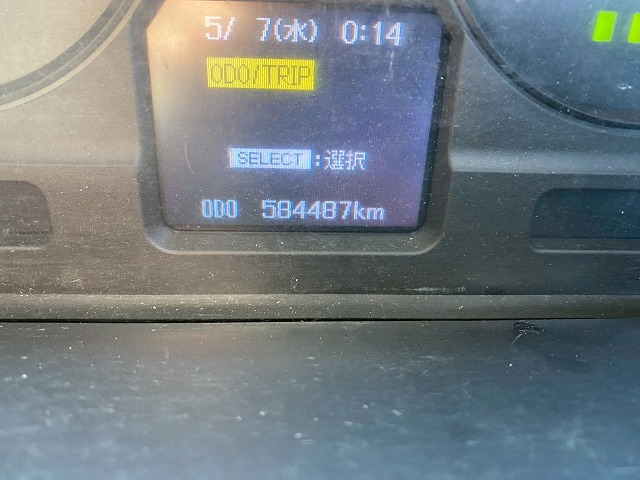 5/ 7(水) 0:14
ODO/TRIP
SELECT:選択
ODO 584487km